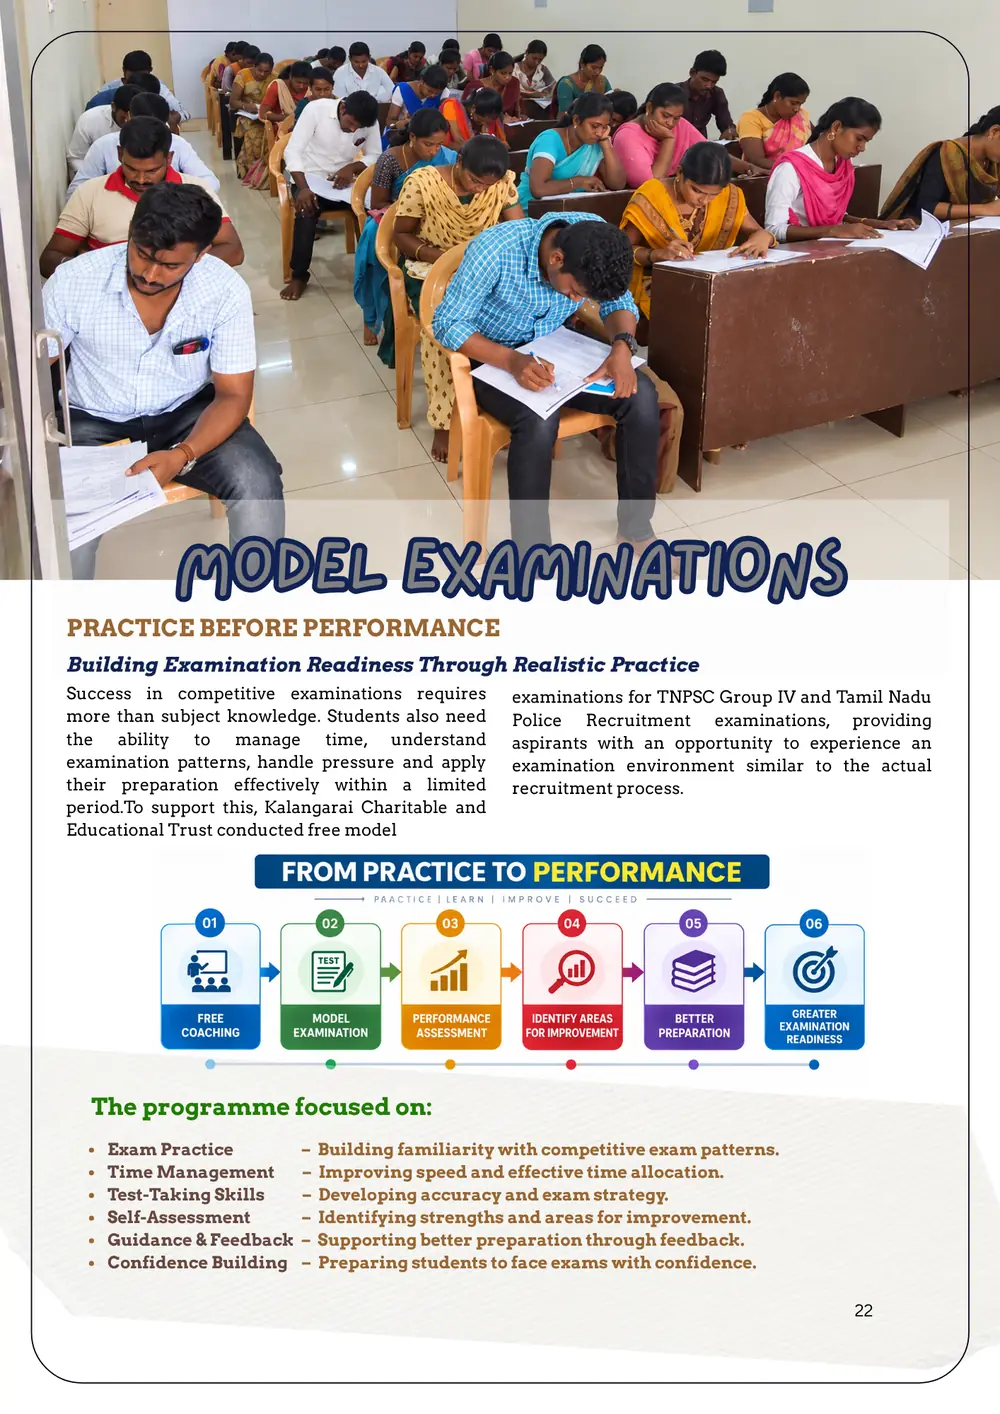 MODEL EXAMINATIONS
PRACTICE BEFORE PERFORMANCE
Building Examination Readiness Through Realistic Practice
Success in competitive examinations requires
more than subject knowledge. Students also need
the ability to manage time, understand
examination patterns, handle pressure and apply
their preparation effectively within a limited
period.To support this, Kalangarai Charitable and
Educational Trust conducted free model
examinations for TNPSC Group IV and Tamil Nadu
Police Recruitment examinations, providing
aspirants with an opportunity to experience an
examination environment similar to the actual
recruitment process.
FROM PRACTICE TO PERFORMANCE
PAACTICE | LEARN | IMPROVE | SUCCEED
01
FREE
COACHING
02
TEST
MODEL
EXAMINATION
03
PERFORMANCE
ASSESSMENT
04
IDENTIFY AREAS
FOR IMPROVEMENT
05
BETTER
PREPARATION
06
GREATER
EXAMINATION
READINESS
The programme focused on:
• Exam Practice – Building familiarity with competitive exam patterns.
• Time Management – Improving speed and effective time allocation.
• Test-Taking Skills – Developing accuracy and exam strategy.
• Self-Assessment – Identifying strengths and areas for improvement.
• Guidance & Feedback – Supporting better preparation through feedback.
• Confidence Building – Preparing students to face exams with confidence.
22